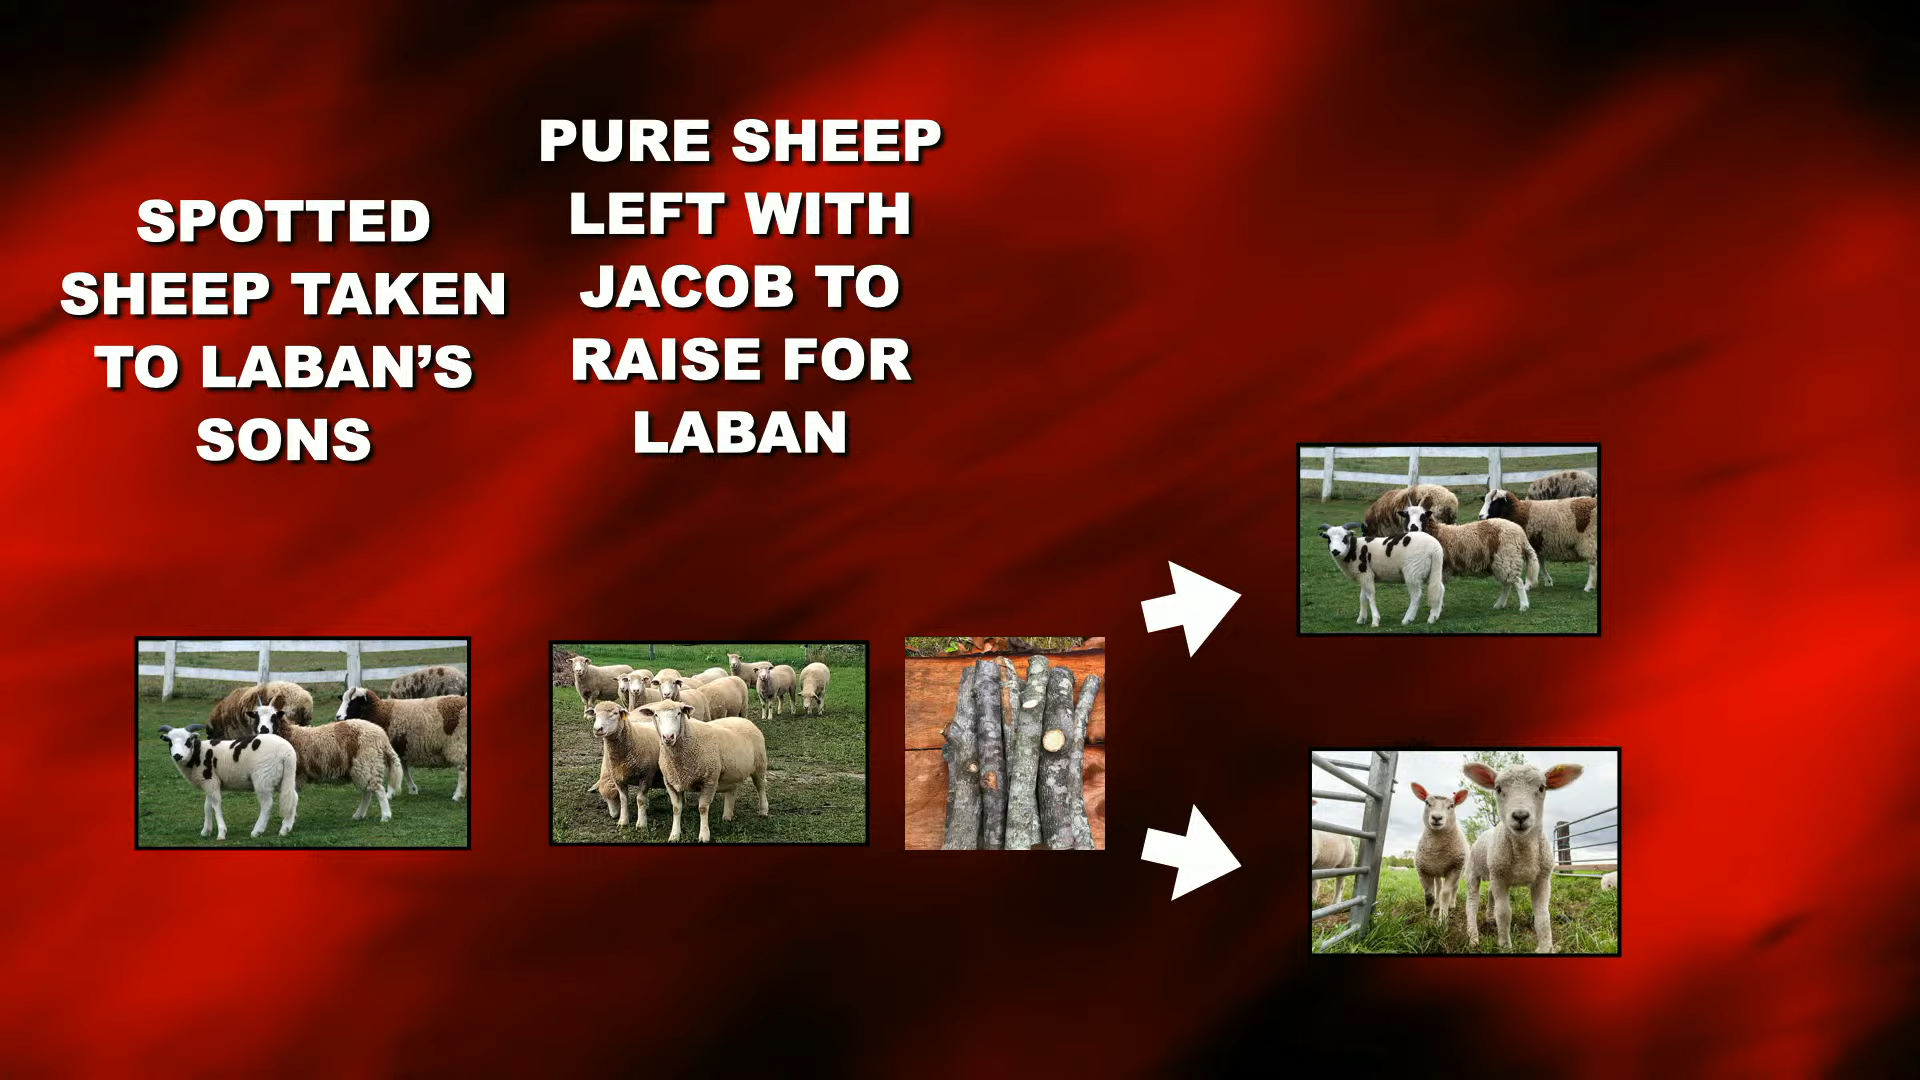 SPOTTED
SHEEP TAKEN
TO LABAN’S
SONS
PURE SHEEP
LEFT WITH
JACOB TO
RAISE FOR
LABAN